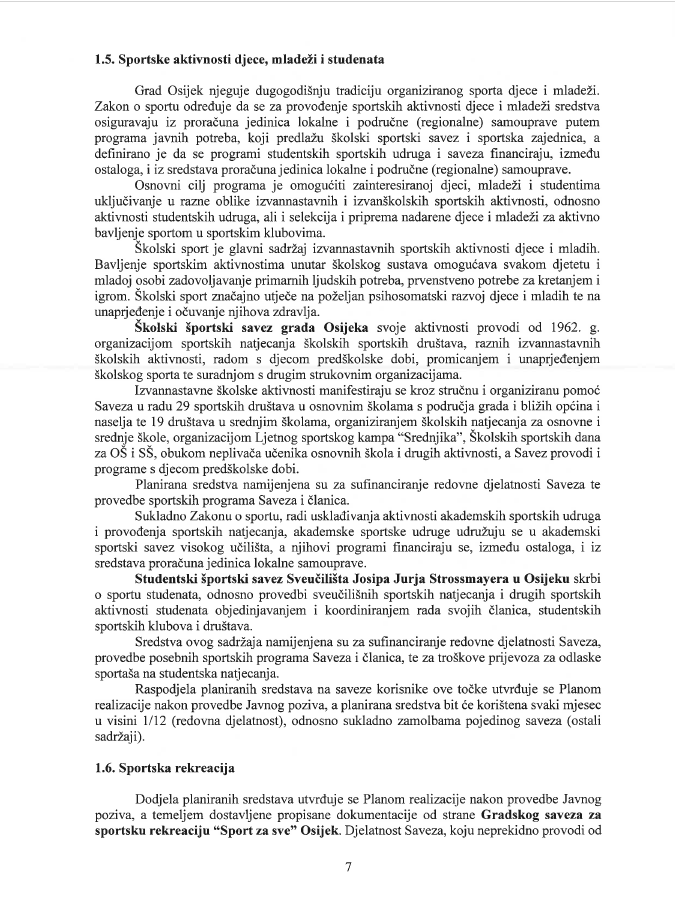 1.5. Sportske aktivnosti djece, mladeži i studenata
Grad Osijek njeguje dugogodišnju tradiciju organiziranog sporta djece i mladeži.
Zakon o sportu određuje da se za provođenje sportskih aktivnosti djece i mladeži sredstva
osiguravaju iz proračuna jedinica lokalne i područne (regionalne) samouprave putem
programa javnih potreba, koji predlažu školski sportski savez i sportska zajednica, a
definirano je da se programi studentskih sportskih udruga i saveza financiraju, između
ostaloga, i iz sredstava proračuna jedinica lokalne i područne (regionalne) samouprave.
Osnovni cilj programa je omogućiti zainteresiranoj djeci, mladeži i studentima
uključivanje u razne oblike izvannastavnih i izvanškolskih sportskih aktivnosti, odnosno
aktivnosti studentskih udruga, ali i selekcija i priprema nadarene djece i mladeži za aktivno
bavljenje sportom u sportskim klubovima.
Školski sport je glavni sadržaj izvannastavnih sportskih aktivnosti djece i mladih.
Bavljenje sportskim aktivnostima unutar školskog sustava omogućava svakom djetetu i
mladoj osobi zadovoljavanje primarnih ljudskih potreba, prvenstveno potrebe za kretanjem i
igrom. Školski sport značajno utječe na poželjan psihosomatski razvoj djece i mladih te na
unaprjeđenje i očuvanje njihova zdravlja.
Školski športski savez grada Osijeka svoje aktivnosti provodi od 1962. g.
organizacijom sportskih natjecanja školskih sportskih društava, raznih izvannastavnih
školskih aktivnosti, radom s djecom predškolske dobi, promicanjem i unaprjeđenjem
školskog sporta te suradnjom s drugim strukovnim organizacijama.
Izvannastavne školske aktivnosti manifestiraju se kroz stručnu i organiziranu pomoć
Saveza u radu 29 sportskih društava u osnovnim školama s područja grada i bližih općina i
naselja te 19 društava u srednjim školama, organiziranjem školskih natjecanja za osnovne i
srednje škole, organizacijom Ljetnog sportskog kampa “Srednjika”, Školskih sportskih dana
za OŠ i SŠ, obukom neplivača učenika osnovnih škola i drugih aktivnosti, a Savez provodi i
programe s djecom predškolske dobi.
Planirana sredstva namijenjena su za sufinanciranje redovne djelatnosti Saveza te
provedbe sportskih programa Saveza i članica.
Sukladno Zakonu o sportu, radi usklađivanja aktivnosti akademskih sportskih udruga
i provođenja sportskih natjecanja, akademske sportske udruge udružuju se u akademski
sportski savez visokog učilišta, a njihovi programi financiraju se, između ostaloga, i iz
sredstava proračuna jedinica lokalne samouprave.
Studentski športski savez Sveučilišta Josipa Jurja Strossmayera u Osijeku skrbi
o sportu studenata, odnosno provedbi sveučilišnih sportskih natjecanja i drugih sportskih
aktivnosti studenata objedinjavanjem i koordiniranjem rada svojih članica, studentskih
sportskih klubova i društava.
Sredstva ovog sadržaja namijenjena su za sufinanciranje redovne djelatnosti Saveza,
provedbe posebnih sportskih programa Saveza i članica, te za troškove prijevoza za odlaske
sportaša na studentska natjecanja.
Raspodjela planiranih sredstava na saveze korisnike ove točke utvrđuje se Planom
realizacije nakon provedbe Javnog poziva, a planirana sredstva bit će korištena svaki mjesec
u visini 1/12 (redovna djelatnost), odnosno sukladno zamolbama pojedinog saveza (ostali
sadržaji).
1.6. Sportska rekreacija
Dodjela planiranih sredstava utvrđuje se Planom realizacije nakon provedbe Javnog
poziva, a temeljem dostavljene propisane dokumentacije od strane Gradskog saveza za
sportsku rekreaciju “Sport za sve” Osijek. Djelatnost Saveza, koju neprekidno provodi od
7